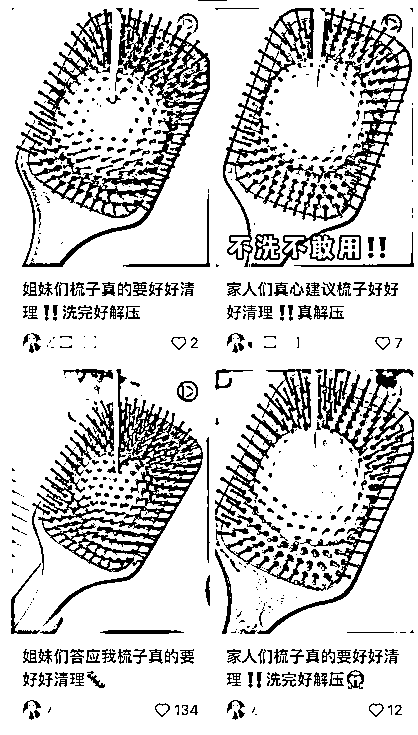 不洗不敢用!!
姐妹们梳子真的要好好清
理‼️洗完好解压
2
家人们真心建议梳子好好
好清理‼️真解压
7
姐妹们答应我梳子真的要
好好清理
134
家人们梳子真的要好好清
理‼️洗完好解压
12